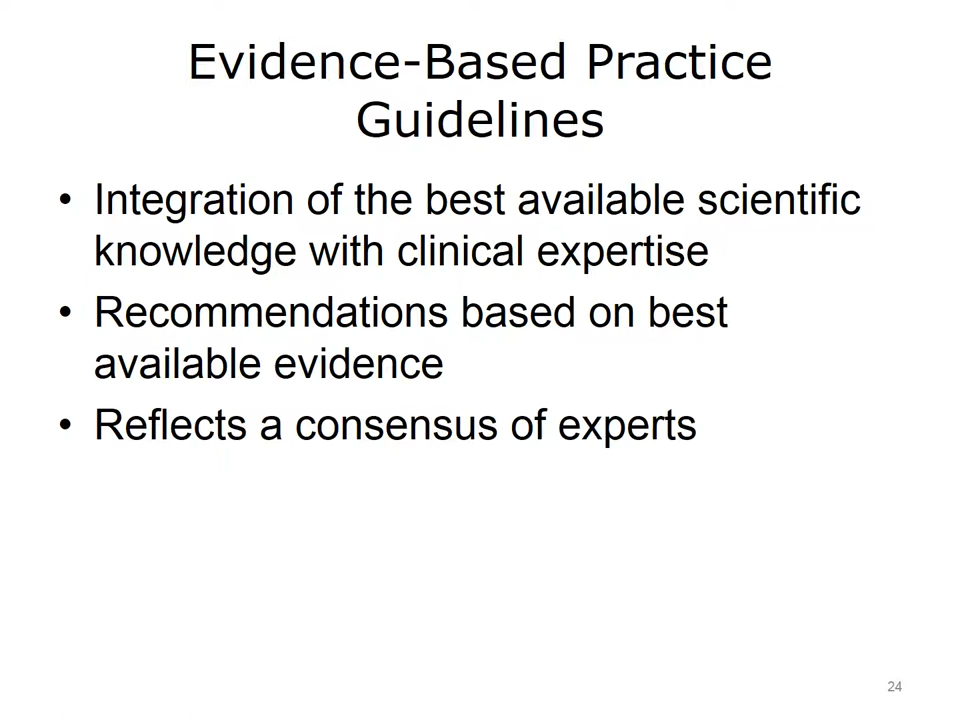 Evidence-Based Practice
Guidelines
• Integration of the best available scientific
knowledge with clinical expertise
• Recommendations based on best
available evidence
• Reflects a consensus of experts
24